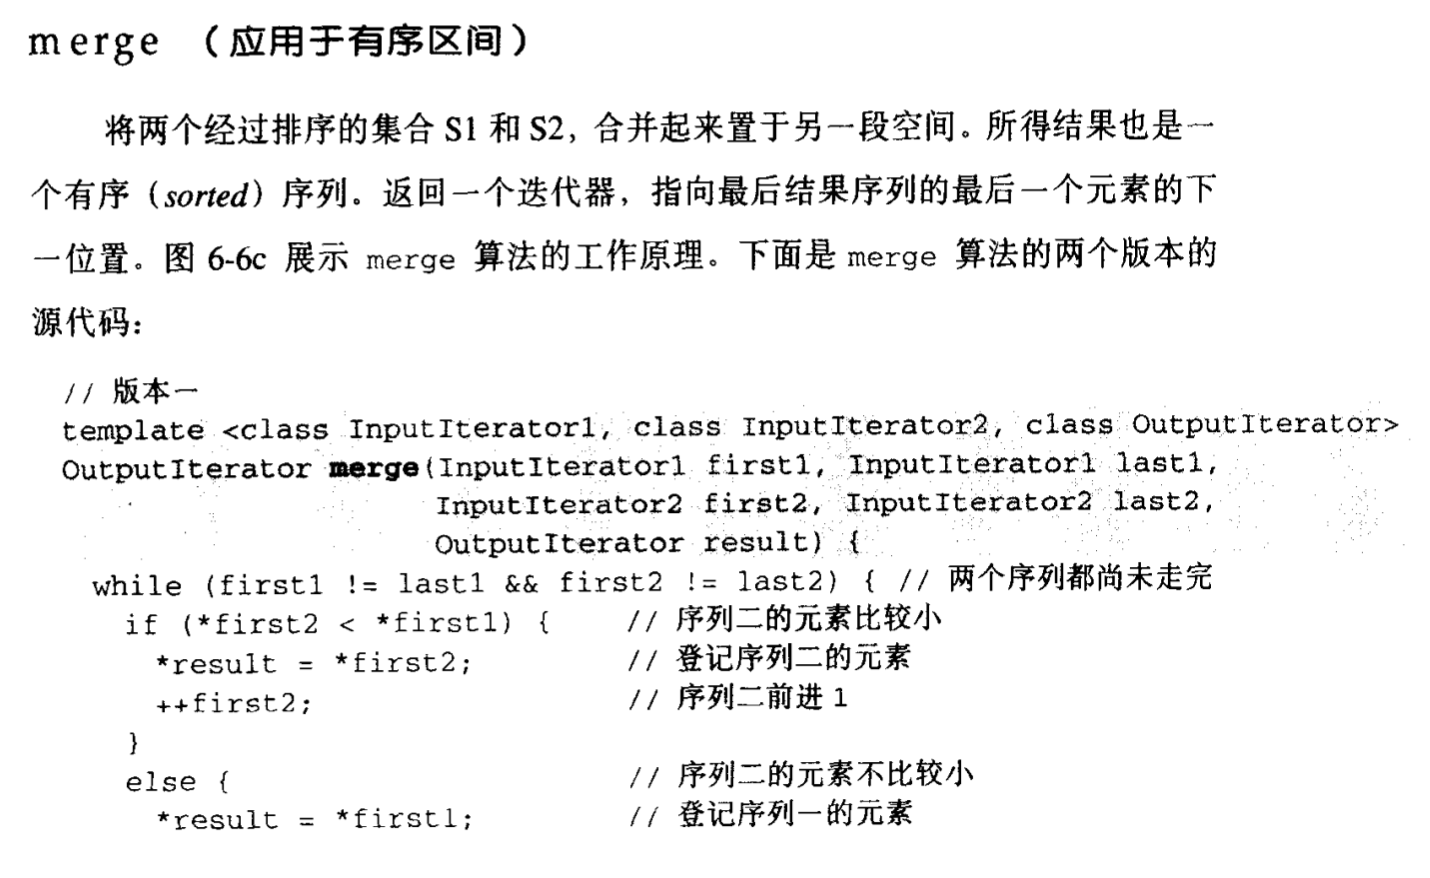 merge （应用于有序区间）
将两个经过排序的集合 S1 和 S2，合并起来置于另一段空间。所得结果也是一
个有序（sorted）序列。返回一个迭代器，指向最后结果序列的最后一个元素的下
一位置。图 6-6c 展示 merge 算法的工作原理。下面是 merge 算法的两个版本的
源代码：
// 版本一
template <class InputIterator1, class InputIterator2, class OutputIterator>
OutputIterator merge(InputIterator1 first1, InputIterator1 last1,
InputIterator2 first2, InputIterator2 last2,
OutputIterator result) {
while (first1 != last1 && first2 != last2) { // 两个序列都尚未走完
if (*first2 < *first1) { // 序列二的元素比较小
*result = *first2; // 登记序列二的元素
++first2; // 序列二前进 1
}
else { // 序列二的元素不比较小
*result = *first1; // 登记序列一的元素